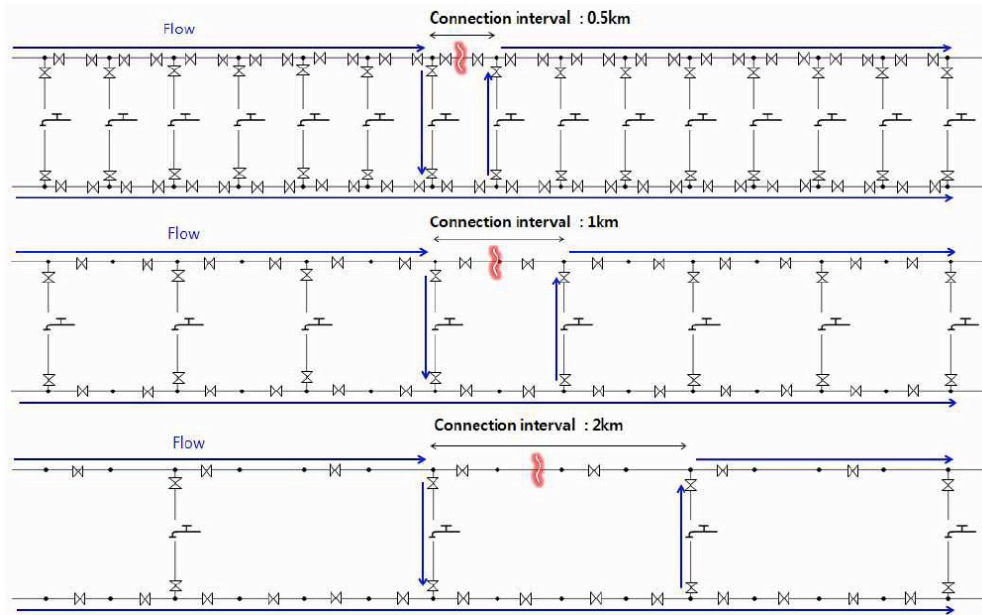 Connection interval : 0.5km
Flow
Connection interval : 1km
Flow
Connection interval : 2km
Flow